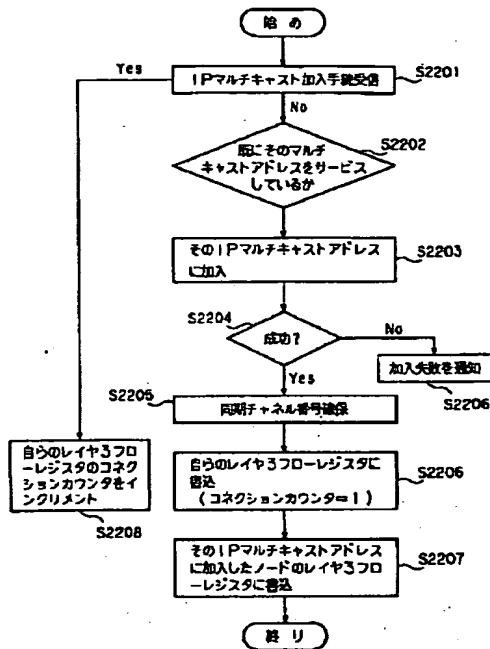 始め
Yes
IPマルチキャスト加入手続受信
S2201
No
既にそのマルチ
キャストアドレスをサービス
しているか
S2202
そのIPマルチキャストアドレス
に加入
S2203
S2204
成功?
No
Yes
加入失敗を通知
S2206
S2205
同期チャネル番号確保
自らのレイヤ3フロ
ーレジスタのコネク
ションカウンタをイ
ンクリメント
S2208
自らのレイヤ3フローレジスタに
書込
(コネクションカウンタ=1)
S2206
そのIPマルチキャストアドレス
に加入したノードのレイヤ3フロ
ーレジスタに書込
S2207
終り